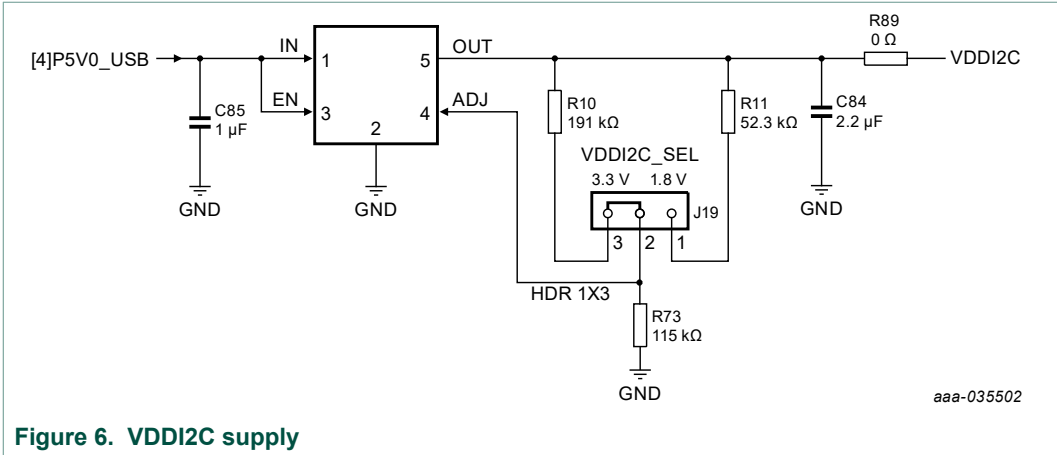 R89
0 Ω
[4]P5V0_USB
IN
1
5
OUT
VDDI2C
EN
3
4
ADJ
2
C85
1 µF
R10
191 kΩ
R11
52.3 kΩ
C84
2.2 µF
VDDI2C_SEL
3.3 V 1.8 V
J19
3 2 1
GND
GND
GND
HDR 1X3
R73
115 kΩ
GND
aaa-035502
Figure 6. VDDI2C supply